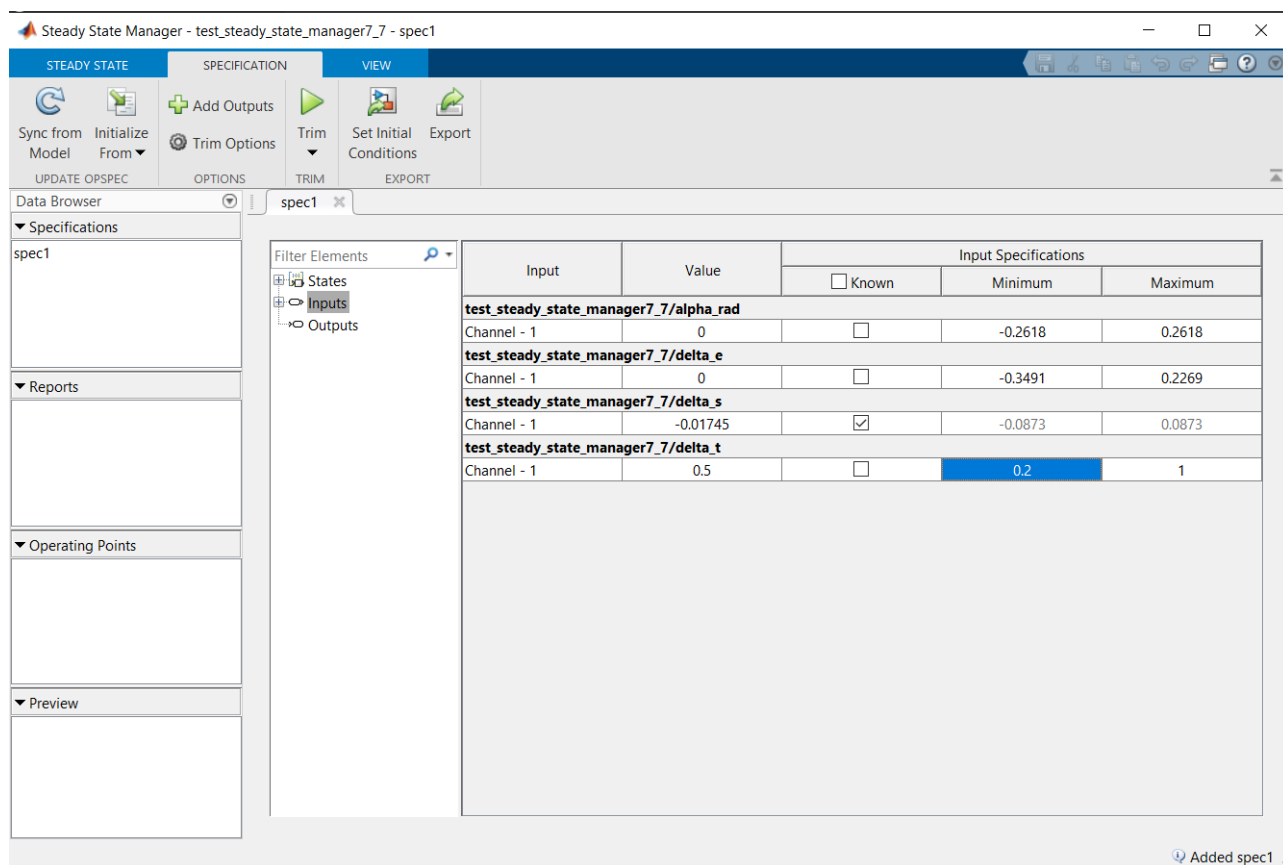 Steady State Manager - test_steady_state_manager7_7 - spec1
STEADY STATE SPECIFICATION VIEW
Sync from Model
Initialize From
Add Outputs
Trim Options
Trim
Set Initial Conditions
Export
UPDATE OPSPEC OPTIONS TRIM EXPORT
Data Browser
spec1
Specifications
spec1
Reports
Operating Points
Preview
Filter Elements
States
Inputs
Outputs
Input Value Input Specifications
Known Minimum Maximum
test_steady_state_manager7_7/alpha_rad
Channel - 1 0 -0.2618 0.2618
test_steady_state_manager7_7/delta_e
Channel - 1 0 -0.3491 0.2269
test_steady_state_manager7_7/delta_s
Channel - 1 -0.01745 -0.0873 0.0873
test_steady_state_manager7_7/delta_t
Channel - 1 0.5 0.2 1
Added spec1